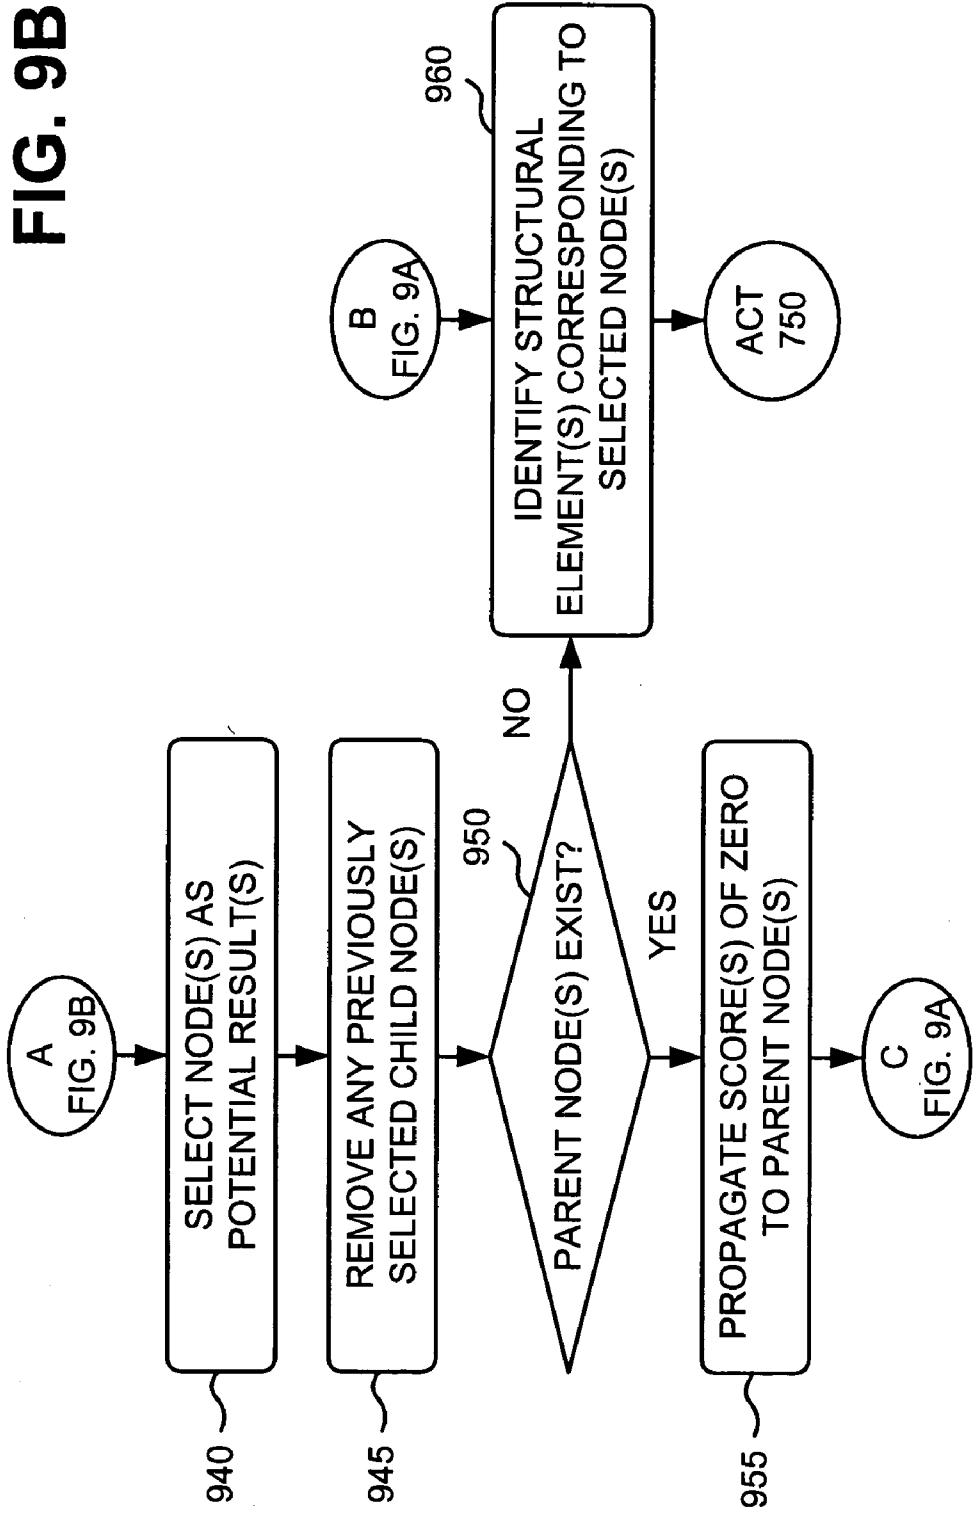 FIG. 9B
A
FIG. 9B
940
SELECT NODE(S) AS
POTENTIAL RESULT(S)
945
REMOVE ANY PREVIOUSLY
SELECTED CHILD NODE(S)
950
PARENT NODE(S) EXIST?
NO
YES
955
PROPAGATE SCORE(S) OF ZERO
TO PARENT NODE(S)
C
FIG. 9A
B
FIG. 9A
960
IDENTIFY STRUCTURAL
ELEMENT(S) CORRESPONDING TO
SELECTED NODE(S)
ACT
750